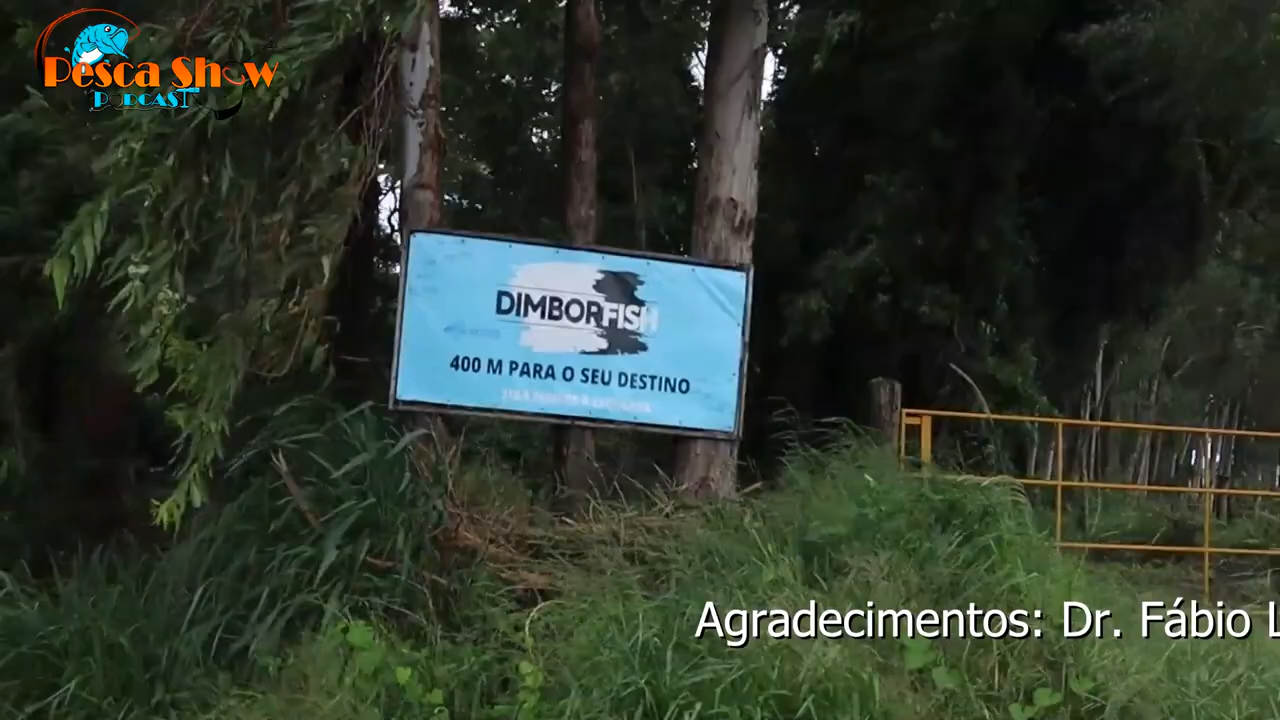 Pesca Show
PODCAST
DIMBORFISH
400 M PARA O SEU DESTINO
Agradecimentos: Dr. Fábio L